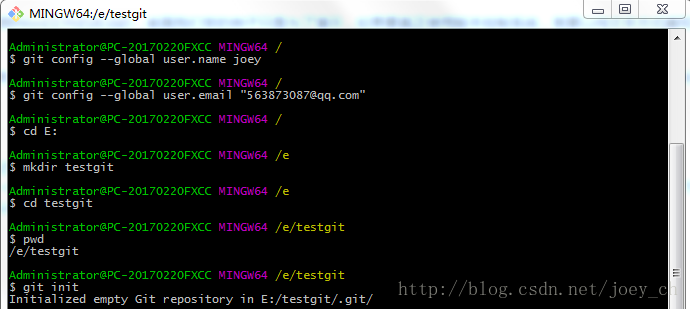 MINGW64:/e/testgit
Administrator@PC-20170220FXCC MINGW64 /
$ git config --global user.name joey
Administrator@PC-20170220FXCC MINGW64 /
$ git config --global user.email "563873087@qq.com"
Administrator@PC-20170220FXCC MINGW64 /
$ cd E:
Administrator@PC-20170220FXCC MINGW64 /e
$ mkdir testgit
Administrator@PC-20170220FXCC MINGW64 /e
$ cd testgit
Administrator@PC-20170220FXCC MINGW64 /e/testgit
$ pwd
/e/testgit
Administrator@PC-20170220FXCC MINGW64 /e/testgit
$ git init
Initialized empty Git repository in E:/testgit/.git/
http://blog.csdn.net/joey_cn